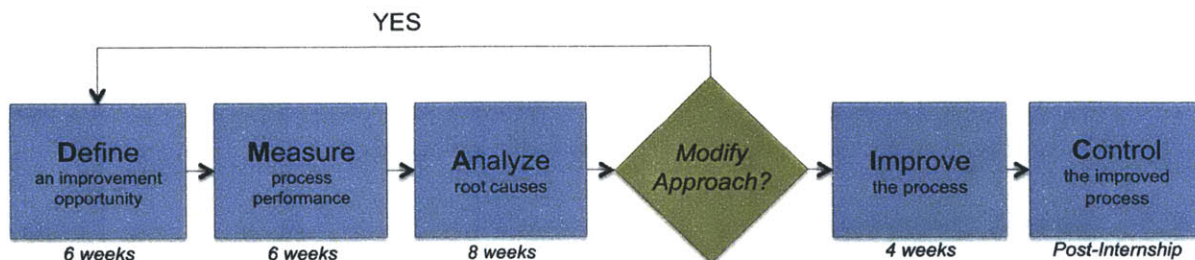 YES
Define
an improvement
opportunity
6 weeks
Measure
process
performance
6 weeks
Analyze
root causes
8 weeks
Modify
Approach?
Improve
the process
4 weeks
Control
the improved
process
Post-Internship